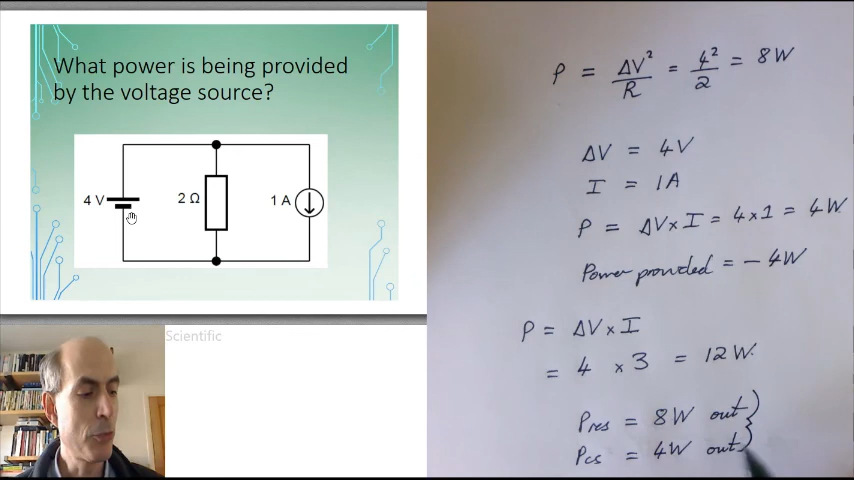 What power is being provided
by the voltage source?
4 V
2 Ω
1 A
Scientific
P = ΔV²/R = 4²/2 = 8W
ΔV = 4V
I = 1A
P = ΔV×I = 4×1 = 4W
Power provided = - 4W
P = ΔV×I
= 4 ×3 = 12W.
Pres = 8W out
Pcs = 4W out